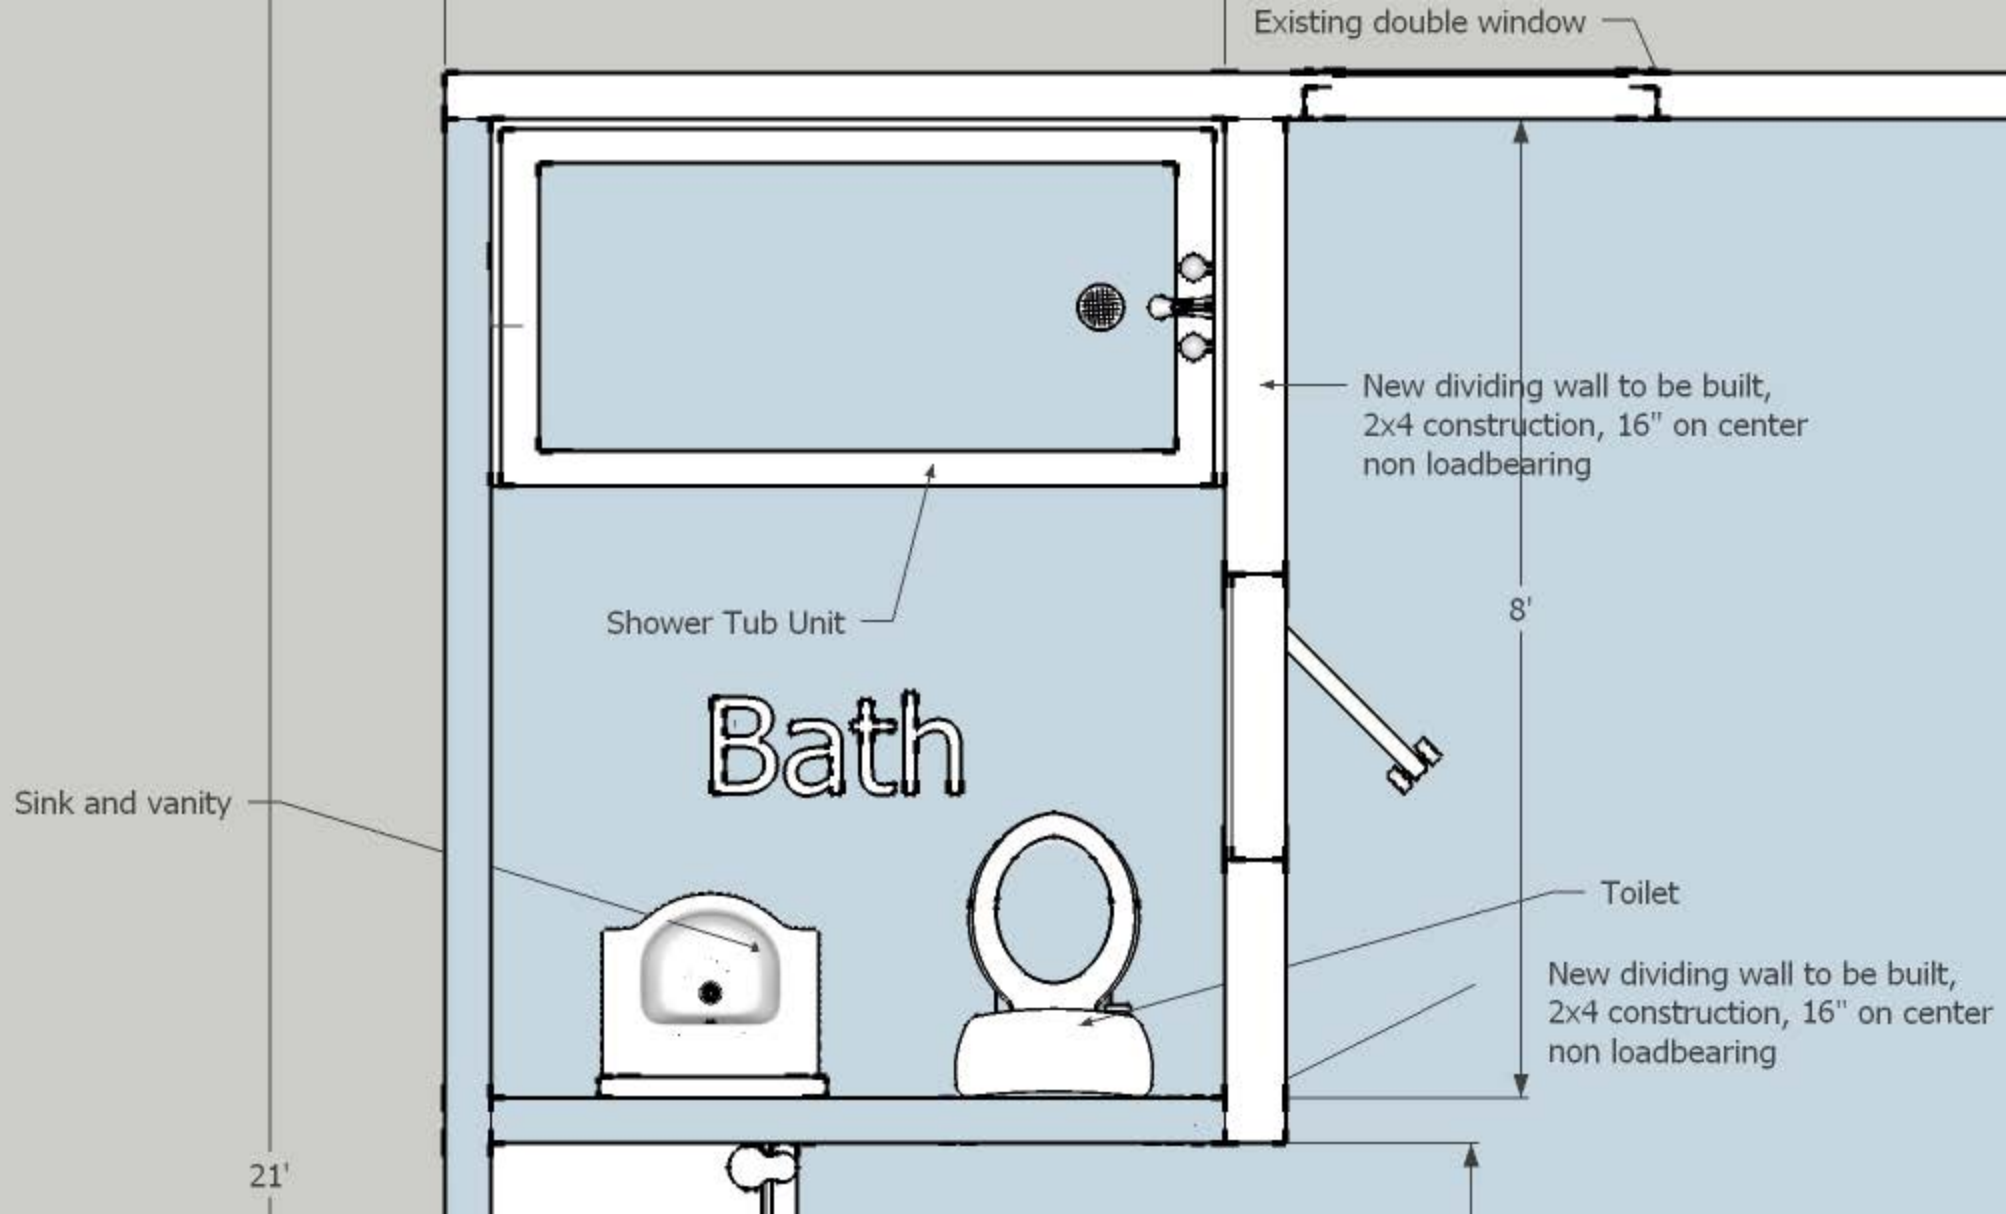 Existing double window
New dividing wall to be built,
2x4 construction, 16" on center
non loadbearing
8'
Shower Tub Unit
Bath
Sink and vanity
Toilet
New dividing wall to be built,
2x4 construction, 16" on center
non loadbearing
21'